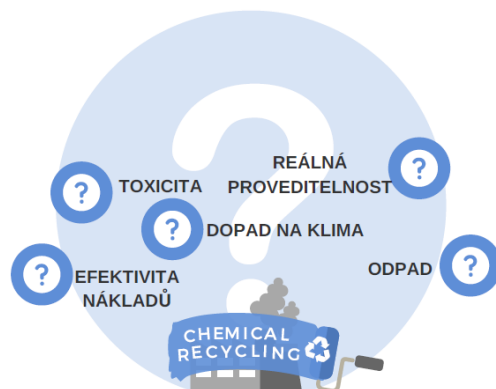 REÁLNÁ
PROVEDITELNOST
?
TOXICITA
?
DOPAD NA KLIMA
?
EFEKTIVITA
NÁKLADŮ
?
ODPAD
?
?
CHEMICAL
RECYCLING